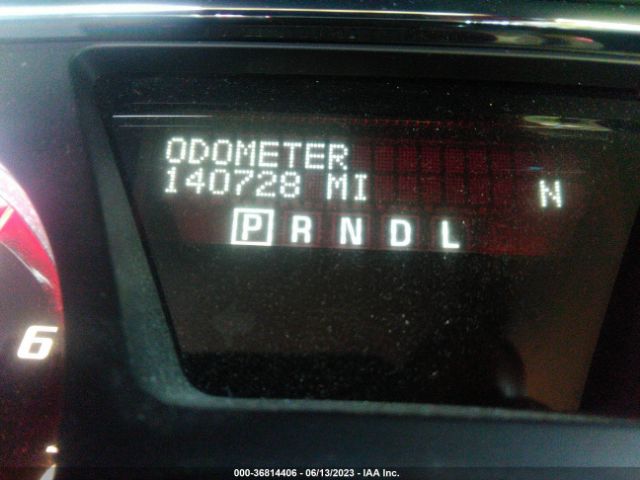 ODOMETER
140728 MI
N
P R N D L
6
000-36814406 - 06/13/2023 - IAA Inc.